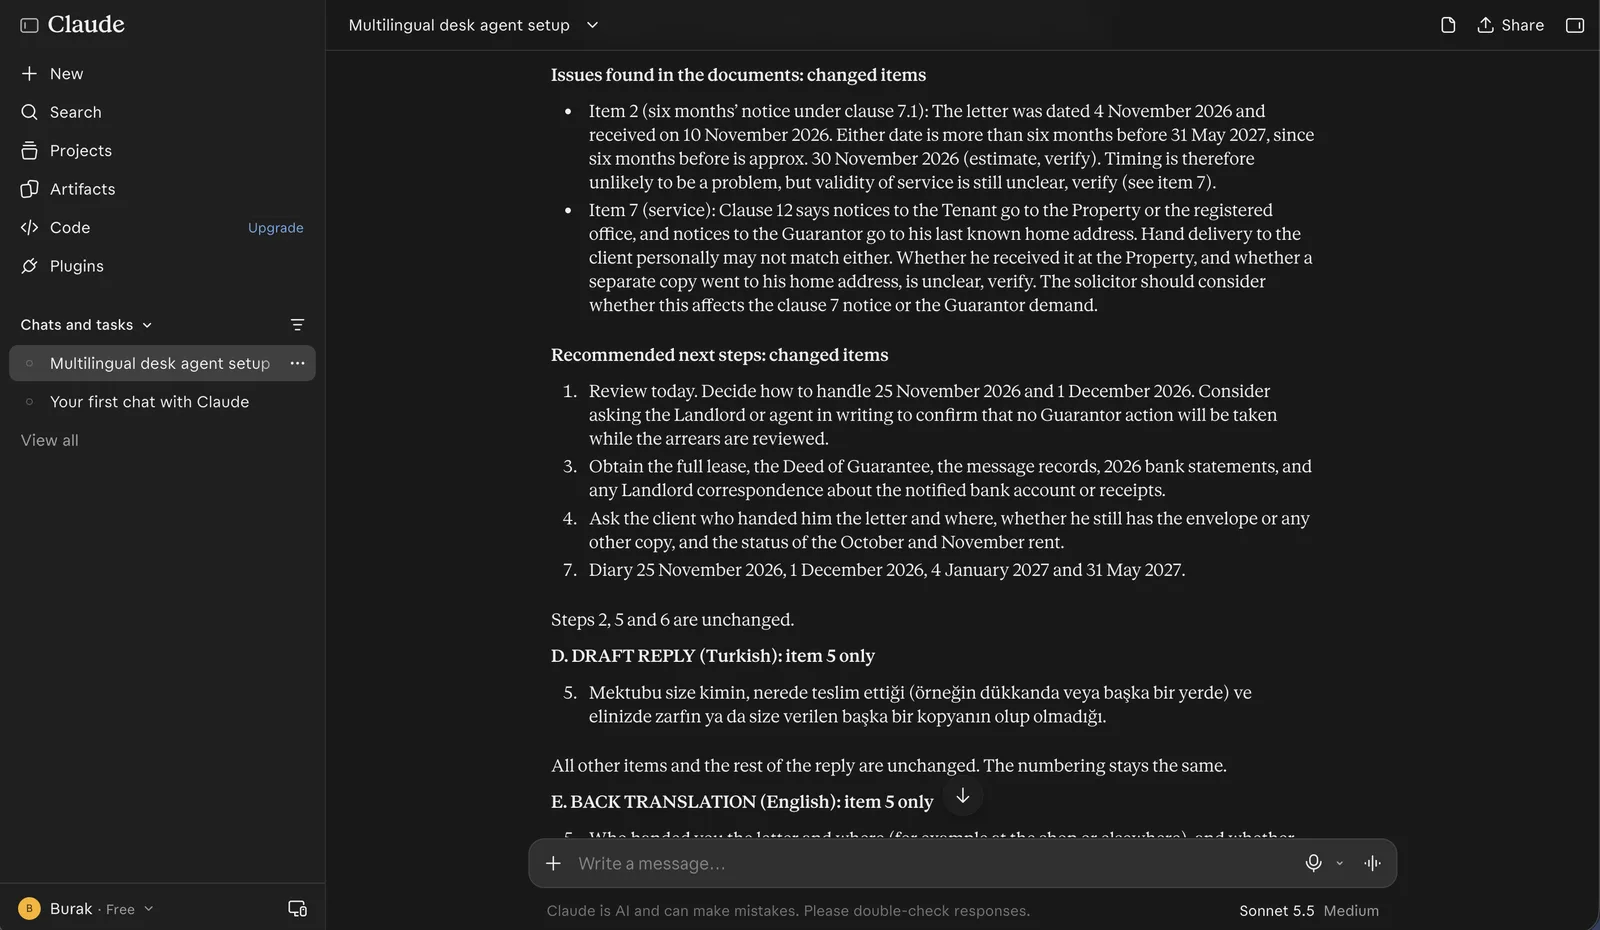 Claude
New
Search
Projects
Artifacts
Code
Upgrade
Plugins
Chats and tasks
Multilingual desk agent setup
Your first chat with Claude
View all
B
Burak · Free
Multilingual desk agent setup
Share
Issues found in the documents: changed items
• Item 2 (six months’ notice under clause 7.1): The letter was dated 4 November 2026 and
received on 10 November 2026. Either date is more than six months before 31 May 2027, since
six months before is approx. 30 November 2026 (estimate, verify). Timing is therefore
unlikely to be a problem, but validity of service is still unclear, verify (see item 7).
• Item 7 (service): Clause 12 says notices to the Tenant go to the Property or the registered
office, and notices to the Guarantor go to his last known home address. Hand delivery to the
client personally may not match either. Whether he received it at the Property, and whether a
separate copy went to his home address, is unclear, verify. The solicitor should consider
whether this affects the clause 7 notice or the Guarantor demand.
Recommended next steps: changed items
1. Review today. Decide how to handle 25 November 2026 and 1 December 2026. Consider
asking the Landlord or agent in writing to confirm that no Guarantor action will be taken
while the arrears are reviewed.
3. Obtain the full lease, the Deed of Guarantee, the message records, 2026 bank statements, and
any Landlord correspondence about the notified bank account or receipts.
4. Ask the client who handed him the letter and where, whether he still has the envelope or any
other copy, and the status of the October and November rent.
7. Diary 25 November 2026, 1 December 2026, 4 January 2027 and 31 May 2027.
Steps 2, 5 and 6 are unchanged.
D. DRAFT REPLY (Turkish): item 5 only
5. Mektubu size kimin, nerede teslim ettiği (örneğin dükkanda veya başka bir yerde) ve
elinizde zarfın ya da size verilen başka bir kopyanın olup olmadığı.
All other items and the rest of the reply are unchanged. The numbering stays the same.
E. BACK TRANSLATION (English): item 5 only
5. Who handed you the letter and where (for example at the shop or elsewhere), and whether
Write a message…
Claude is AI and can make mistakes. Please double-check responses.
Sonnet 5.5 Medium